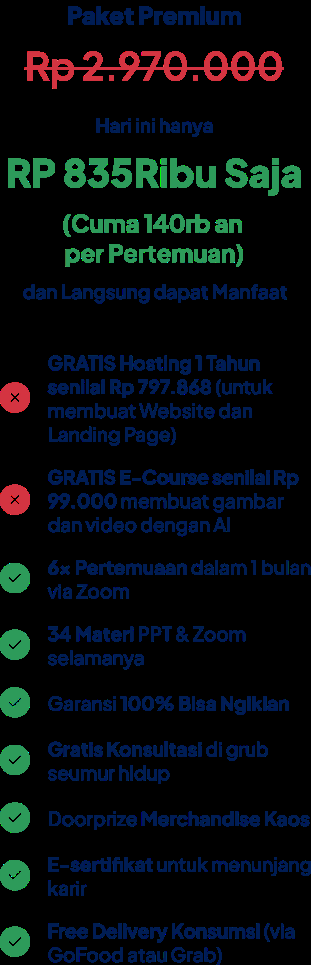 Paket Premium
Rp 2.970.000
Hari ini hanya
RP 835Ribu Saja
(Cuma 140rb an
per Pertemuan)
dan Langsung dapat Manfaat
GRATIS Hosting 1 Tahun
senilai Rp 797.868 (untuk
membuat Website dan
Landing Page)
GRATIS E-Course senilai Rp
99.000 membuat gambar
dan video dengan AI
6x Pertemuaan dalam 1 bulan
via Zoom
34 Materi PPT & Zoom
selamanya
Garansi 100% Bisa Ngiklan
Gratis Konsultasi di grub
seumur hidup
Doorprize Merchandise Kaos
E-sertifikat untuk menunjang
karir
Free Delivery Konsumsi (via
GoFood atau Grab)